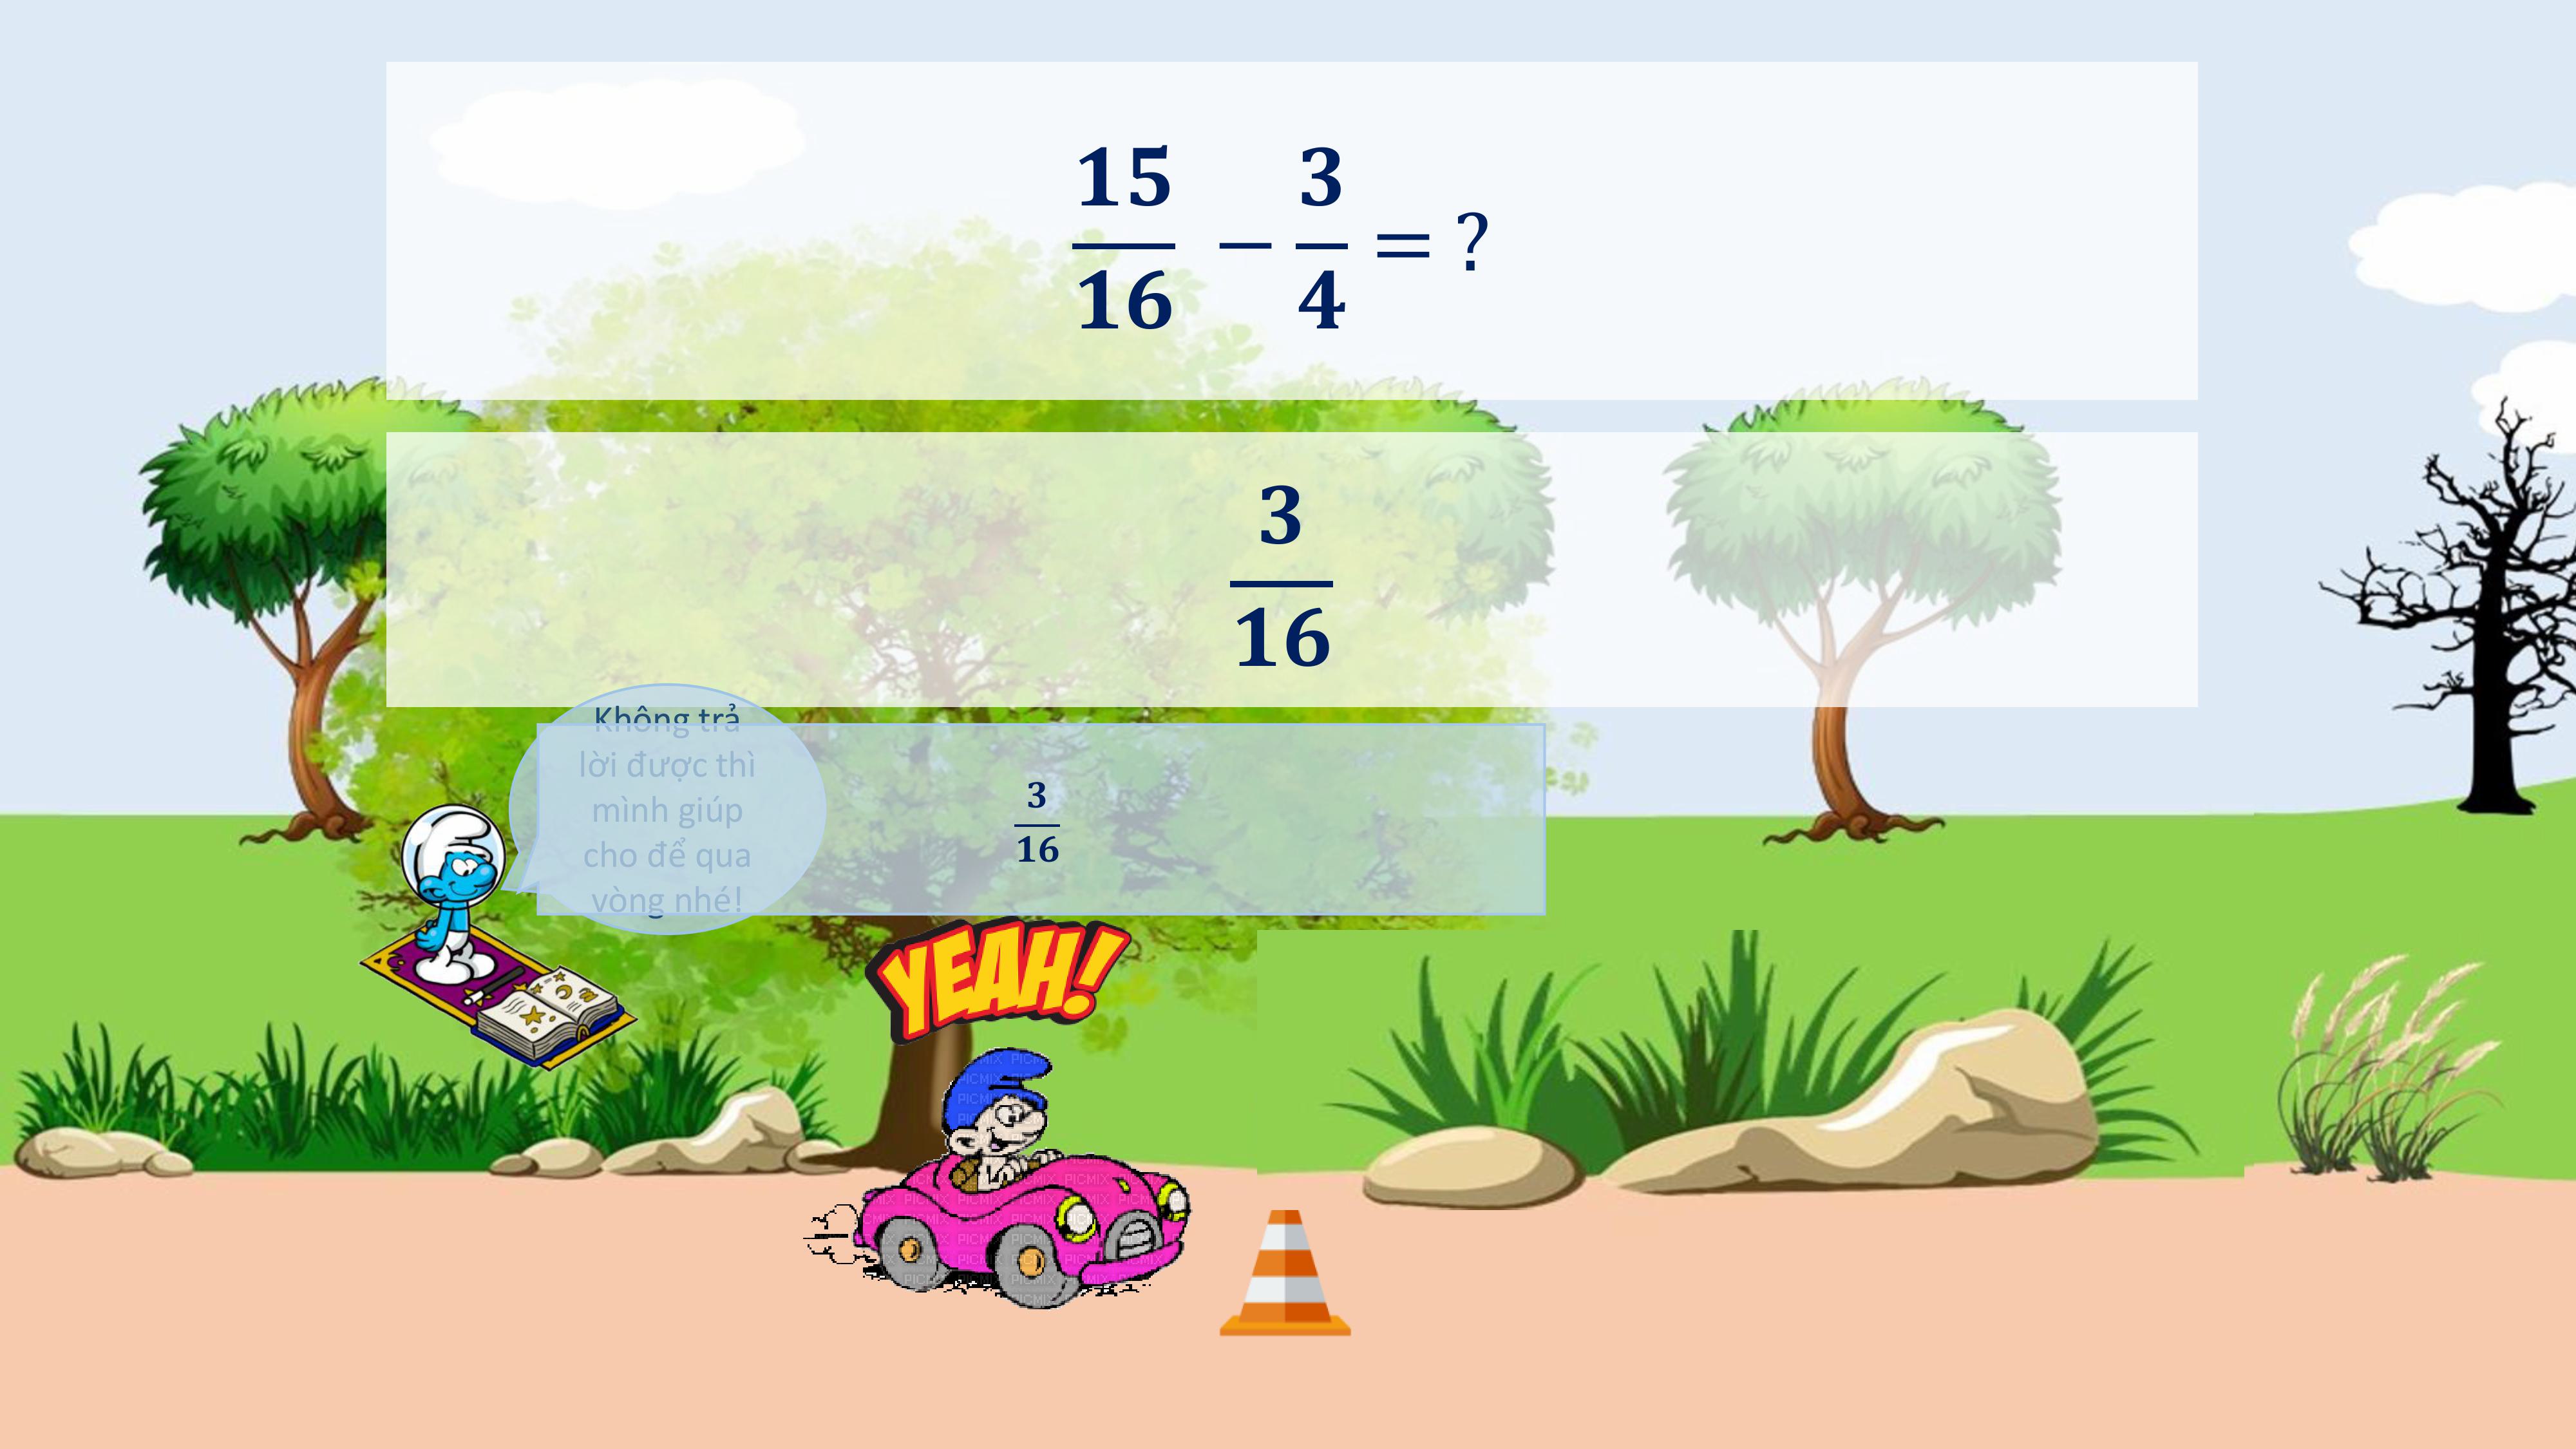 15/16 − 3/4 = ?
3/16
Không trả
lời được thì
mình giúp
cho để qua
vòng nhé!
3/16
YEAH!
PICMIX